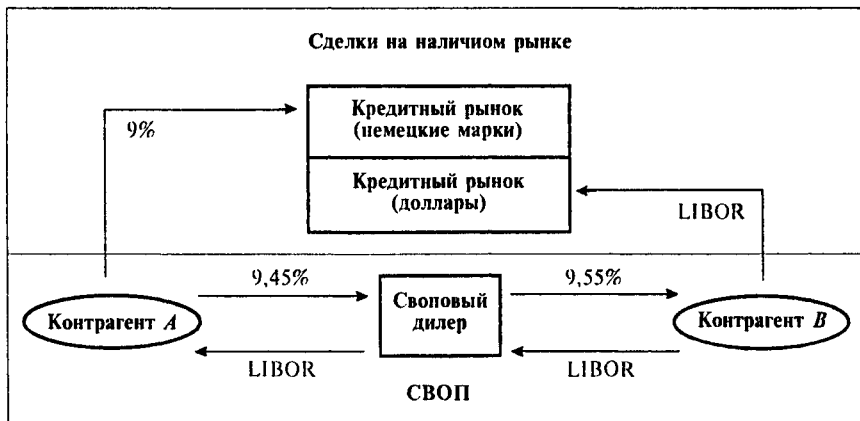 Сделки на наличном рынке
Кредитный рынок
(немецкие марки)
9%
Кредитный рынок
(доллары)
LIBOR
9,45%
9,55%
Своповый
дилер
Контрагент A
Контрагент B
LIBOR
LIBOR
СВОП